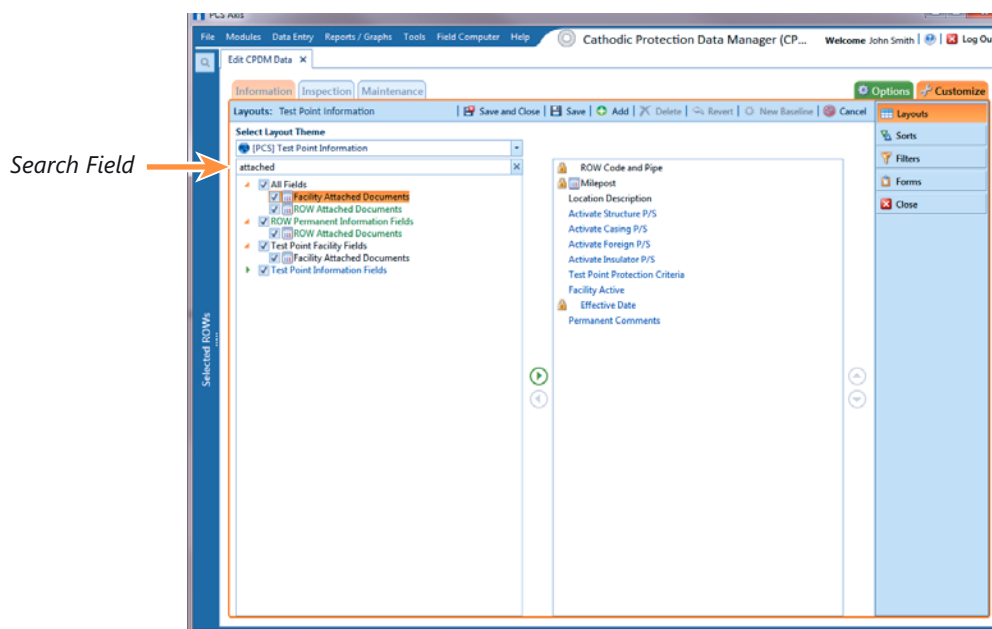 PCS Axis
File Modules Data Entry Reports / Graphs Tools Field Computer Help Cathodic Protection Data Manager (CP... Welcome John Smith | Log Ou
Edit CPDM Data
Information Inspection Maintenance Options Customize
Layouts: Test Point Information | Save and Close | Save | Add | Delete | Revert | New Baseline | Cancel
Layouts
Sorts
Filters
Forms
Close
Select Layout Theme
[PCS] Test Point Information
Search Field
attached
All Fields
Facility Attached Documents
ROW Attached Documents
ROW Permanent Information Fields
ROW Attached Documents
Test Point Facility Fields
Facility Attached Documents
Test Point Information Fields
ROW Code and Pipe
Milepost
Location Description
Activate Structure P/S
Activate Casing P/S
Activate Foreign P/S
Activate Insulator P/S
Test Point Protection Criteria
Facility Active
Effective Date
Permanent Comments
Selected ROWs